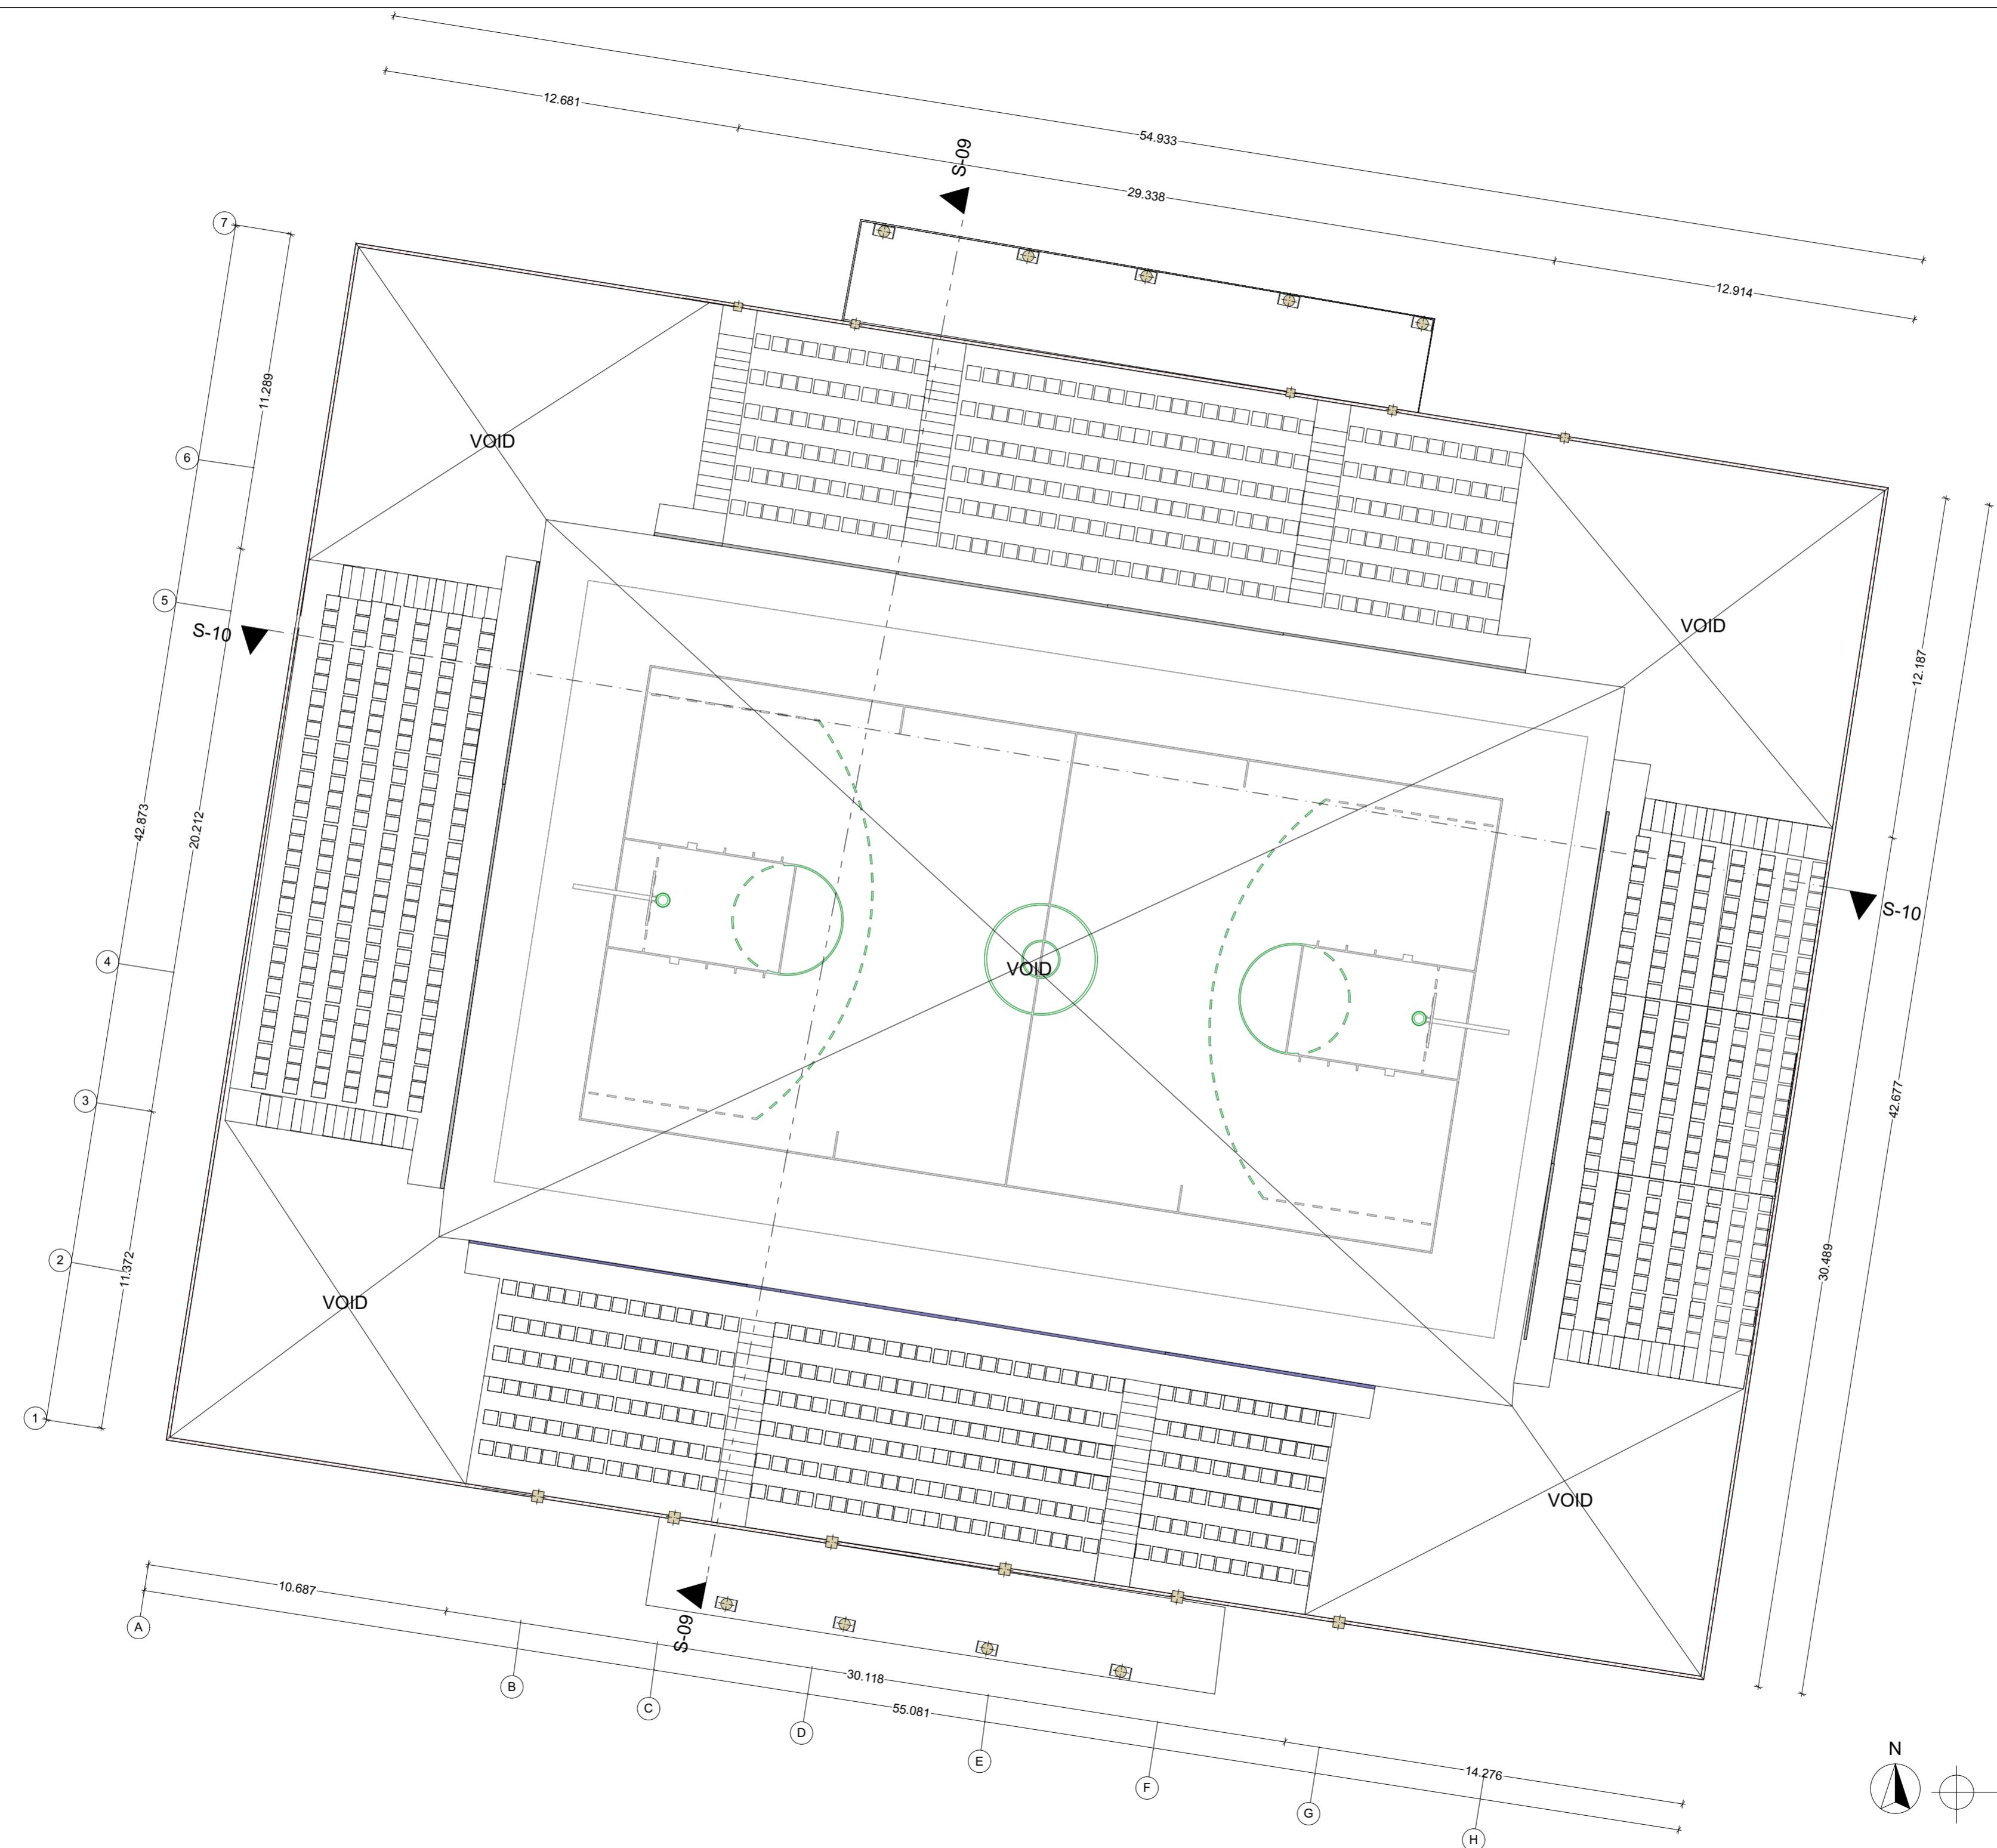 54.933
12.681
29.338
12.914
S-09
7
11.289
6
VOID
5
S-10
VOID
12.187
42.873
20.212
S-10
4
VOID
3
42.677
2
11.372
VOID
30.489
1
VOID
10.687
A
S-09
B
30.118
C
55.081
D
E
F
14.276
G
H
N